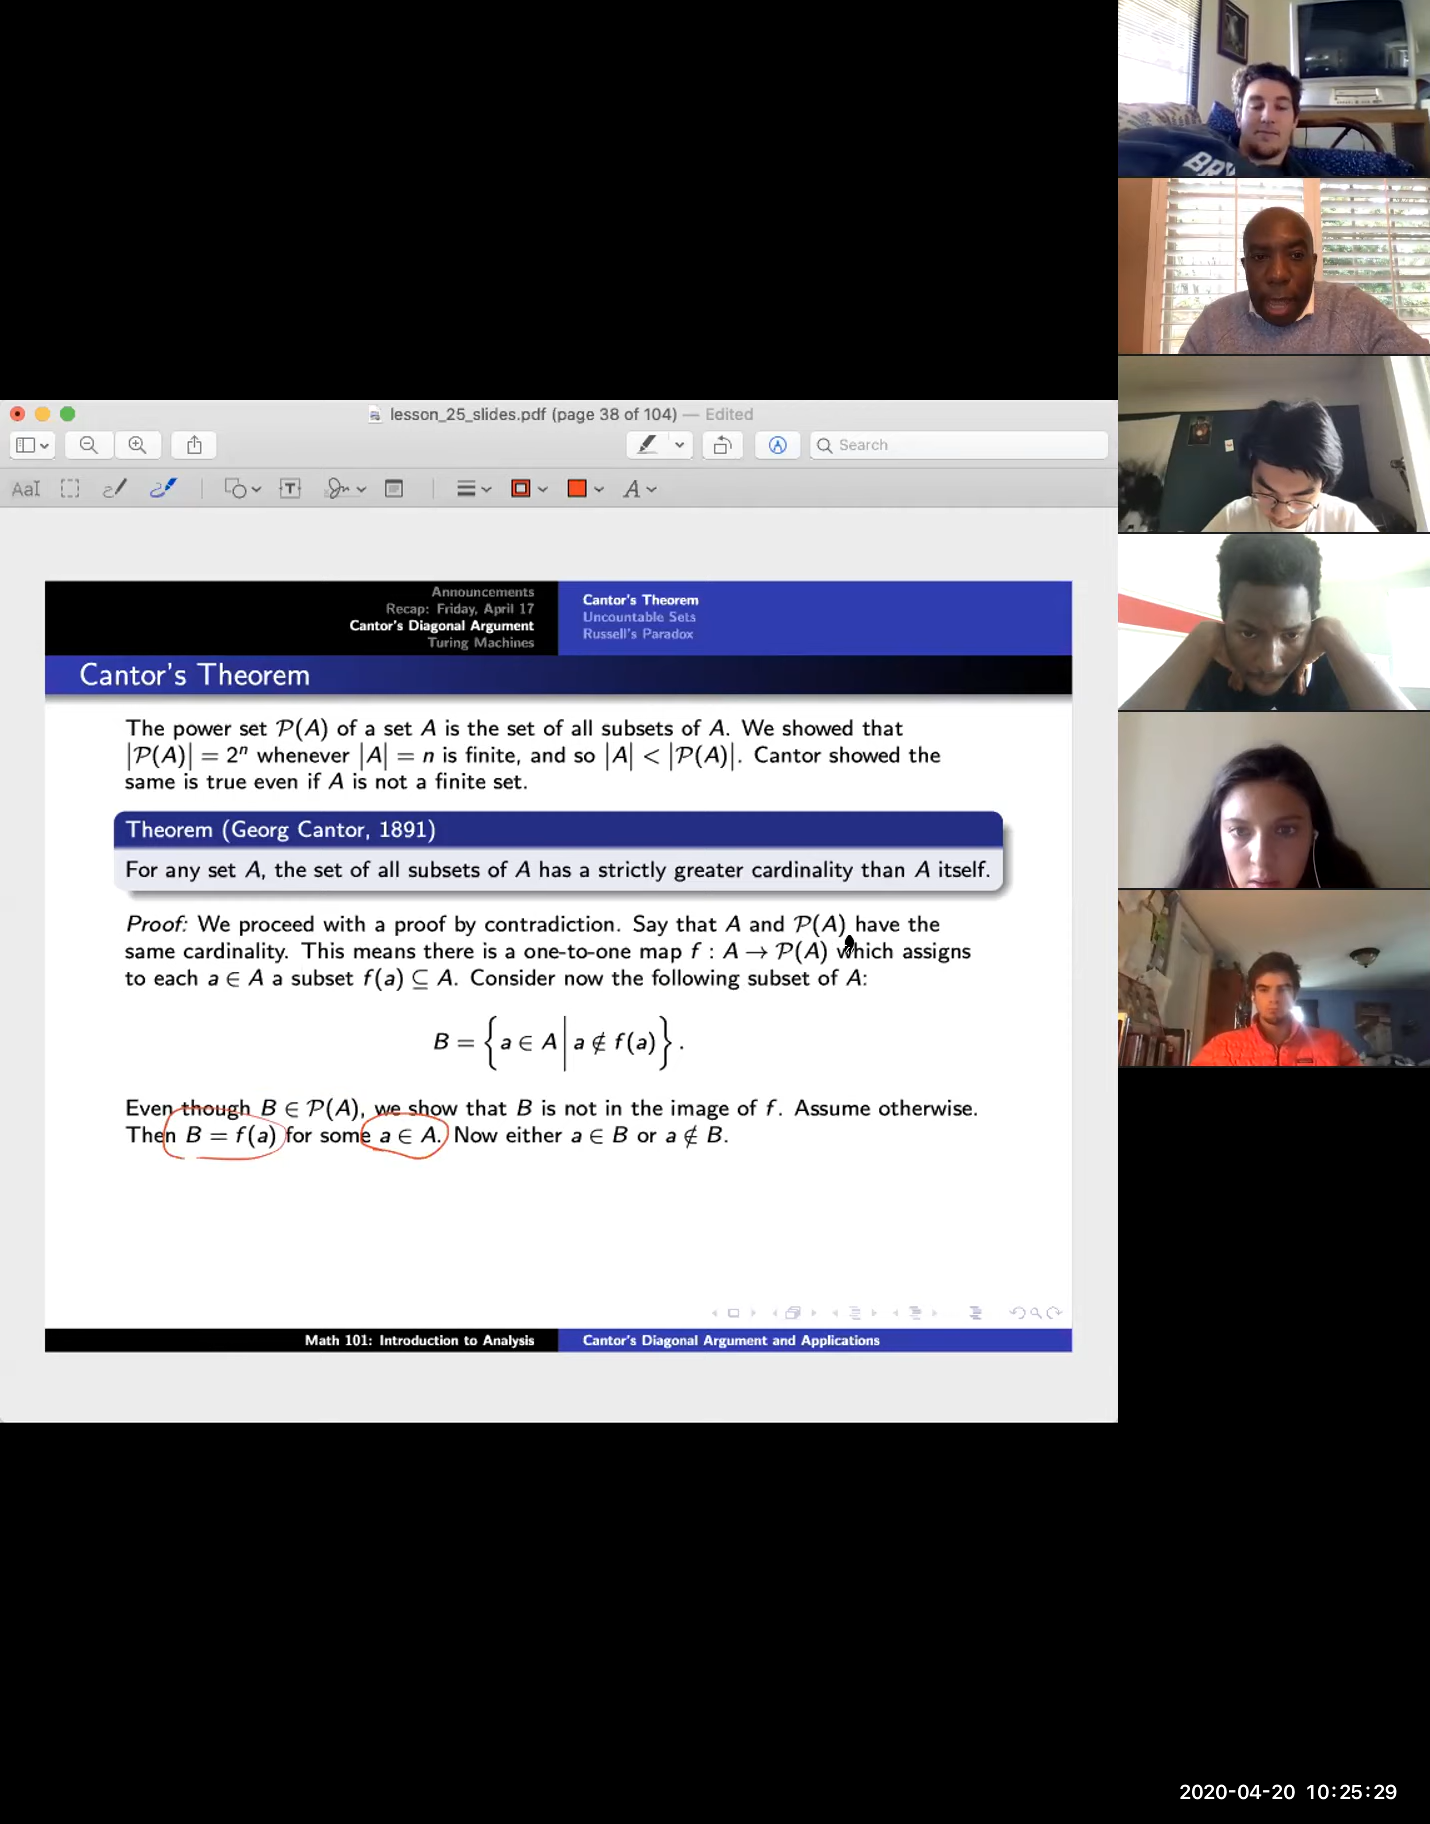 BRY
lesson_25_slides.pdf (page 38 of 104) — Edited
Search
AaI
T
A
Announcements
Recap: Friday, April 17
Cantor's Diagonal Argument
Turing Machines
Cantor's Theorem
Uncountable Sets
Russell's Paradox
Cantor's Theorem
The power set 𝒫(A) of a set A is the set of all subsets of A. We showed that
|𝒫(A)| = 2ⁿ whenever |A| = n is finite, and so |A| < |𝒫(A)|. Cantor showed the
same is true even if A is not a finite set.
Theorem (Georg Cantor, 1891)
For any set A, the set of all subsets of A has a strictly greater cardinality than A itself.
Proof: We proceed with a proof by contradiction. Say that A and 𝒫(A) have the
same cardinality. This means there is a one-to-one map f : A → 𝒫(A) which assigns
to each a ∈ A a subset f(a) ⊆ A. Consider now the following subset of A:
B = { a ∈ A | a ∉ f(a) } .
Even though B ∈ 𝒫(A), we show that B is not in the image of f. Assume otherwise.
Then B = f(a) for some a ∈ A. Now either a ∈ B or a ∉ B.
Math 101: Introduction to Analysis
Cantor's Diagonal Argument and Applications
2020-04-20 10:25:29